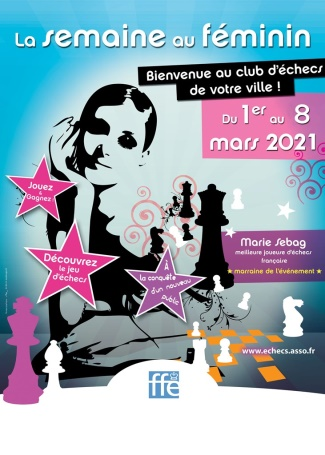 La semaine au féminin
Bienvenue au club d'échecs
de votre ville !
Du 1er au 8
mars 2021
Jouez
&
Gagnez !
Découvrez
le jeu
d'échecs
À
la conquête
d'un nouveau
public
Marie Sebag
meilleure joueuse d'échecs
française
marraine de l'événement
www.echecs.asso.fr
ffe